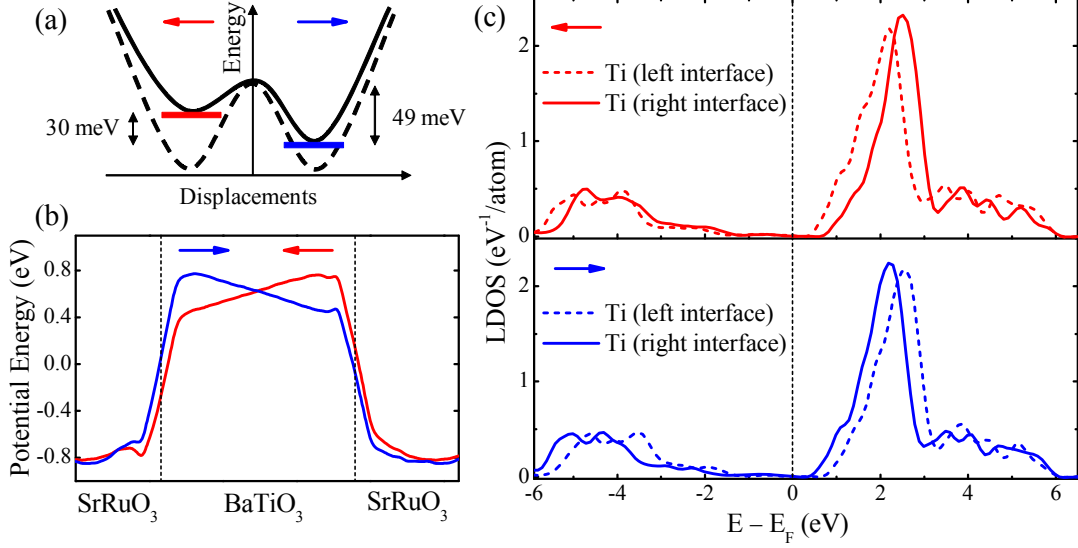 (a)
Energy
30 meV
49 meV
Displacements
(b)
Potential Energy (eV)
0.8
0.4
0.0
-0.4
-0.8
SrRuO₃
BaTiO₃
SrRuO₃
(c)
LDOS (eV⁻¹/atom)
2
1
0
Ti (left interface)
Ti (right interface)
2
1
0
Ti (left interface)
Ti (right interface)
-6
-4
-2
0
2
4
6
E – E_F (eV)